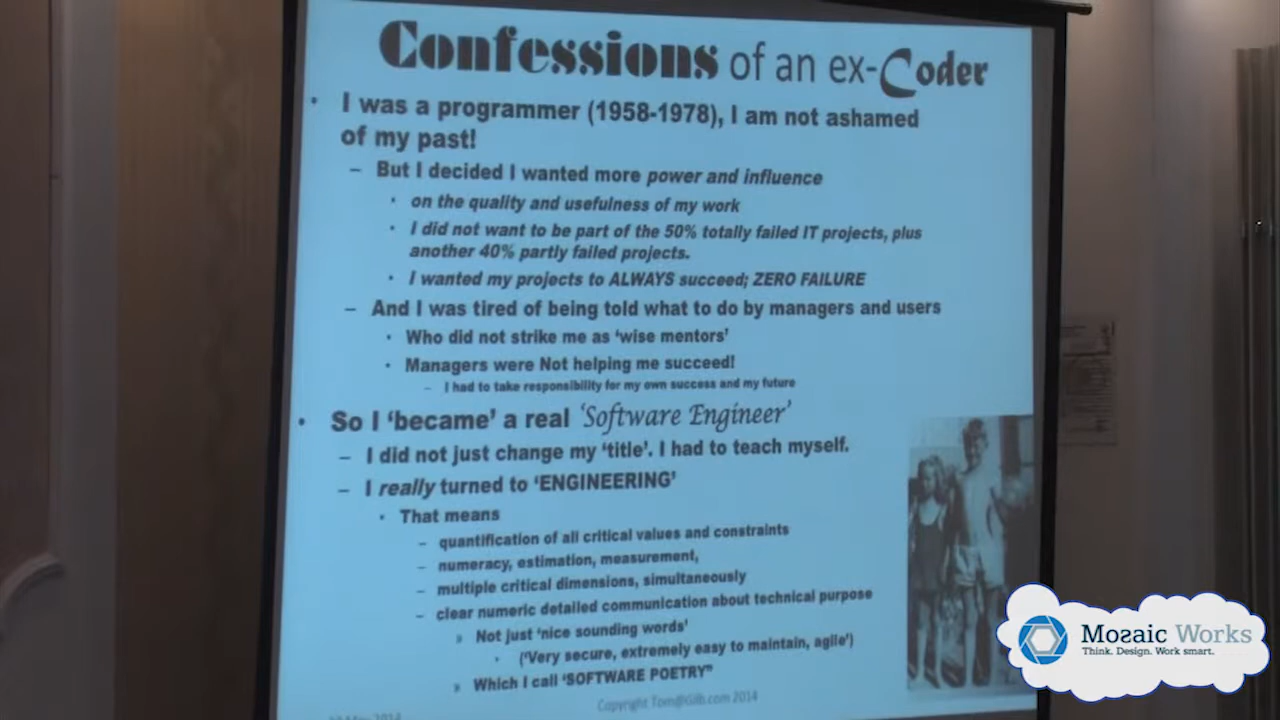 Confessions of an ex-Coder
• I was a programmer (1958-1978), I am not ashamed
of my past!
– But I decided I wanted more power and influence
• on the quality and usefulness of my work
• I did not want to be part of the 50% totally failed IT projects, plus
another 40% partly failed projects.
• I wanted my projects to ALWAYS succeed; ZERO FAILURE
– And I was tired of being told what to do by managers and users
• Who did not strike me as ‘wise mentors’
• Managers were Not helping me succeed!
– I had to take responsibility for my own success and my future
• So I ‘became’ a real ‘Software Engineer’
– I did not just change my ‘title’. I had to teach myself.
– I really turned to ‘ENGINEERING’
• That means
– quantification of all critical values and constraints
– numeracy, estimation, measurement,
– multiple critical dimensions, simultaneously
– clear numeric detailed communication about technical purpose
» Not just ‘nice sounding words’
• (‘Very secure, extremely easy to maintain, agile’)
» Which I call ‘SOFTWARE POETRY”
Copyright Tom@Gilb.com 2014
May 2014
Mozaic Works
Think. Design. Work smart.